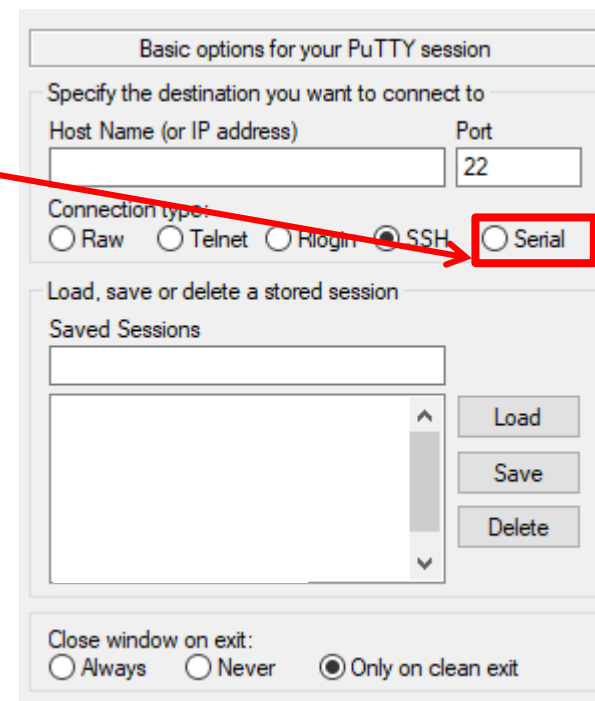 Basic options for your PuTTY session
Specify the destination you want to connect to
Host Name (or IP address) Port
22
Connection type:
Raw Telnet Rlogin SSH Serial
Load, save or delete a stored session
Saved Sessions
Load
Save
Delete
Close window on exit:
Always Never Only on clean exit